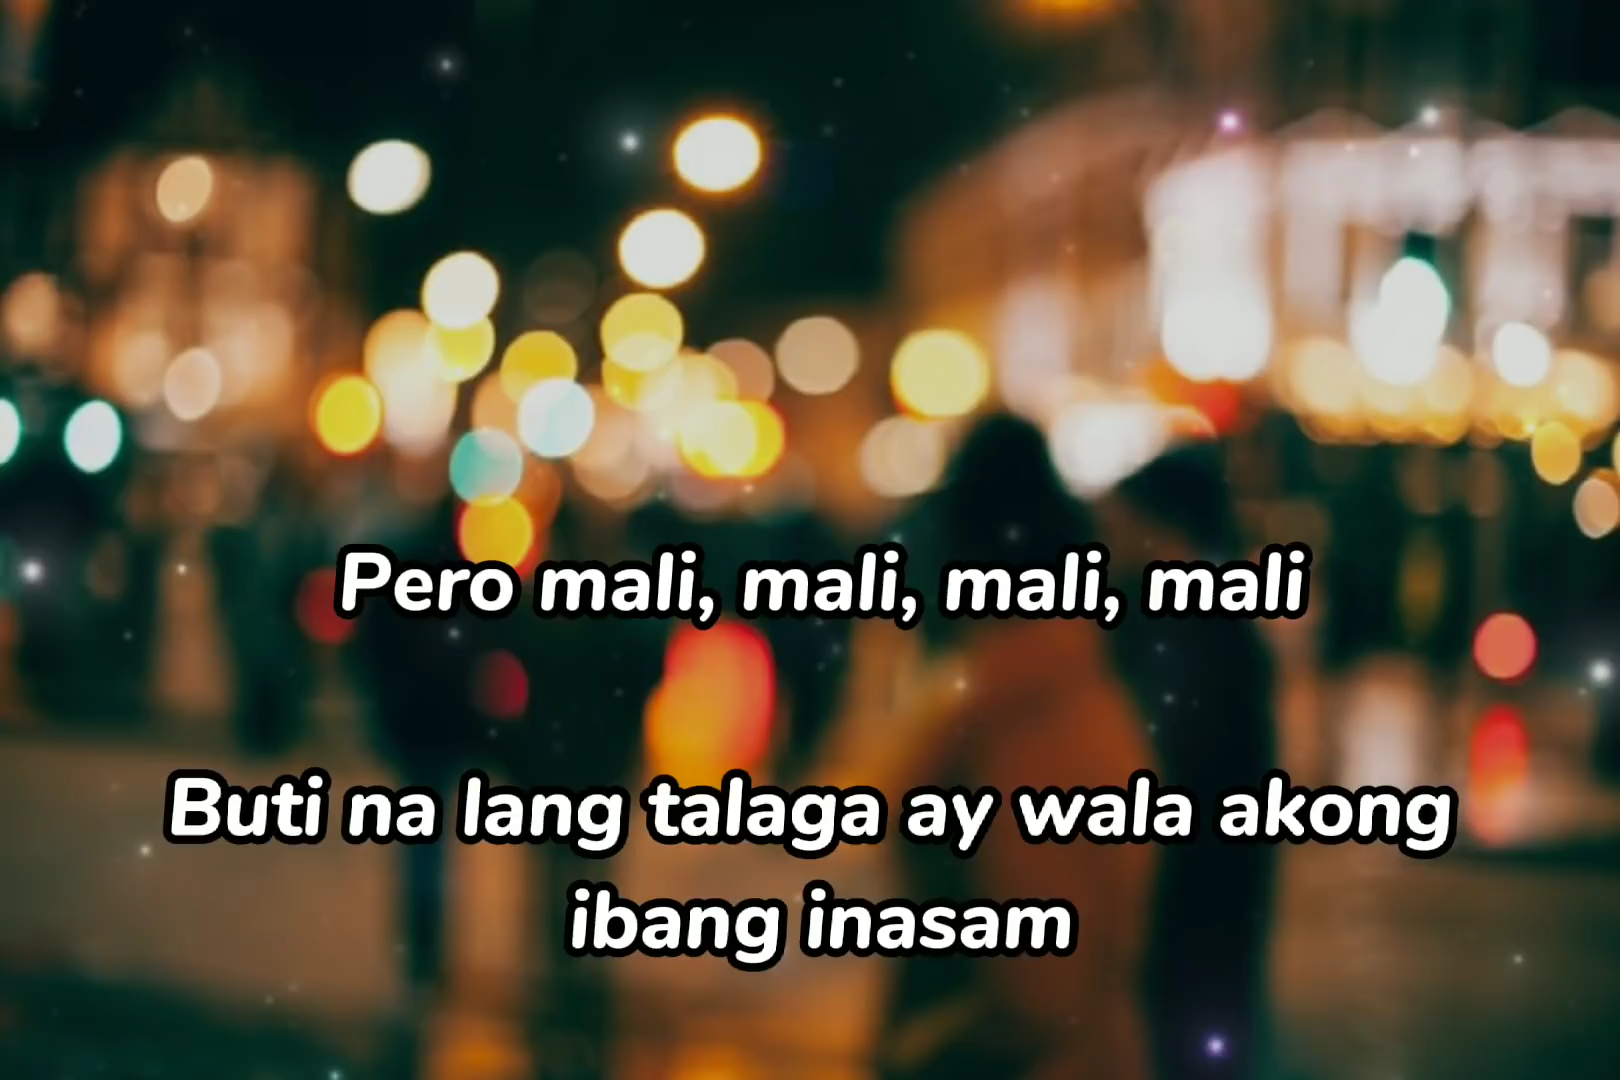 Pero mali, mali, mali, mali
Buti na lang talaga ay wala akong
ibang inasam